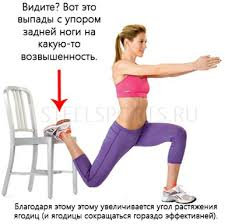 Видите? Вот это
выпады с упором
задней ноги на
какую-то
возвышенность.
Благодаря этому этому увеличивается угол растяжения
ягодиц (и ягодицы сокращаться гораздо эффективней).